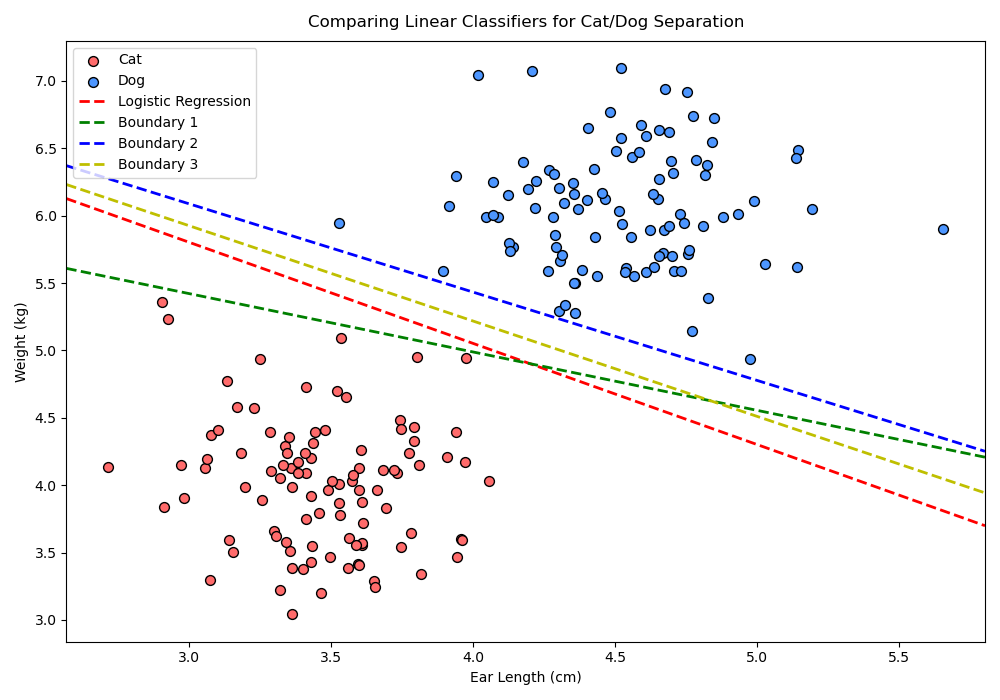 Comparing Linear Classifiers for Cat/Dog Separation
Cat
Dog
Logistic Regression
Boundary 1
Boundary 2
Boundary 3
Weight (kg)
7.0
6.5
6.0
5.5
5.0
4.5
4.0
3.5
3.0
3.0 3.5 4.0 4.5 5.0 5.5
Ear Length (cm)